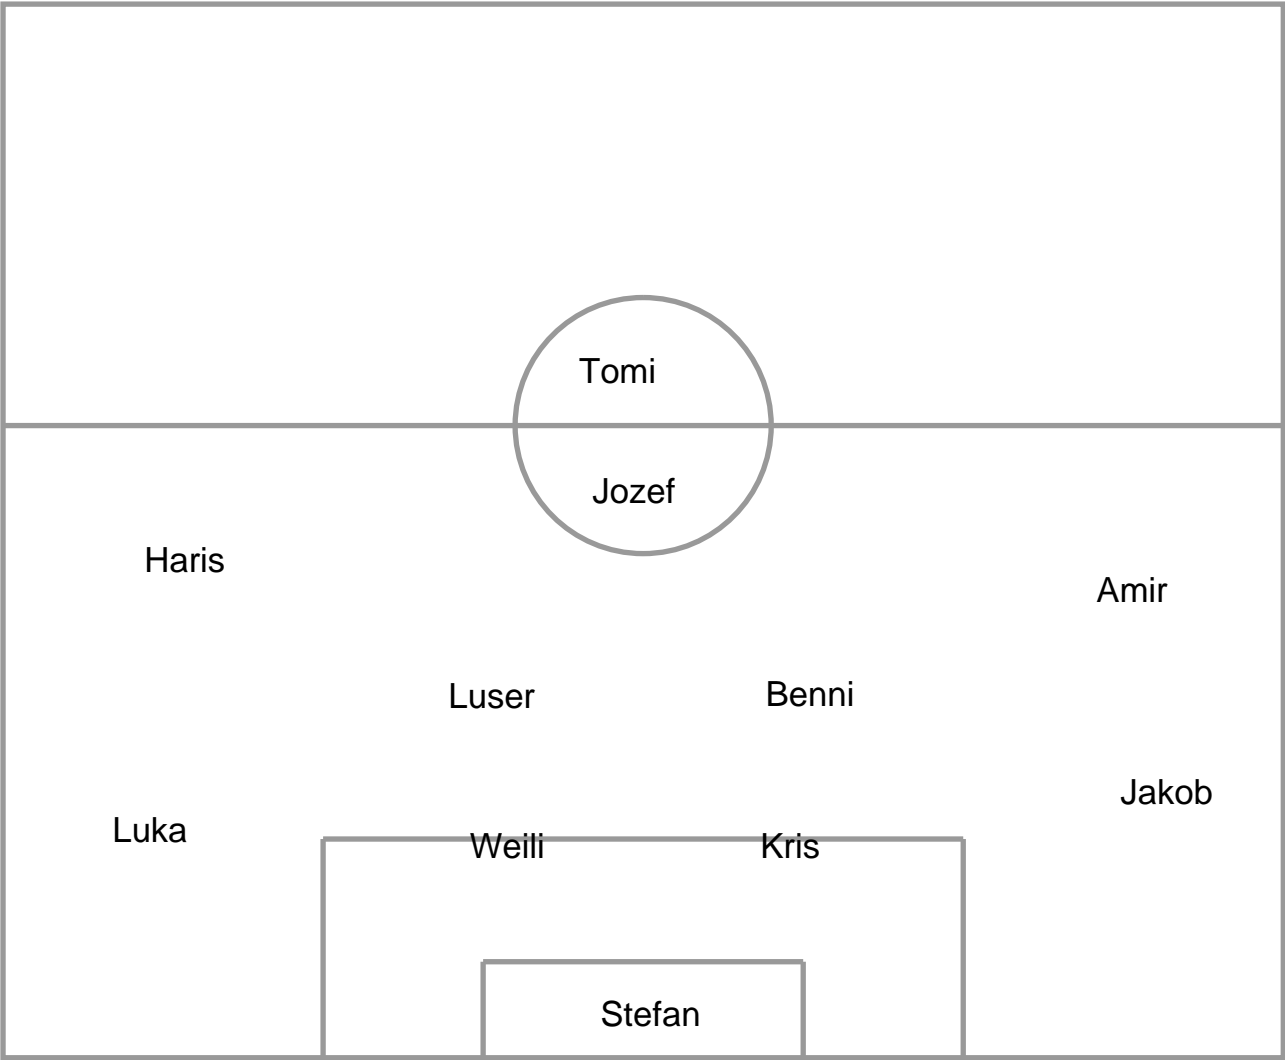 Tomi
Jozef
Haris
Amir
Luser
Benni
Jakob
Luka
Weili
Kris
Stefan